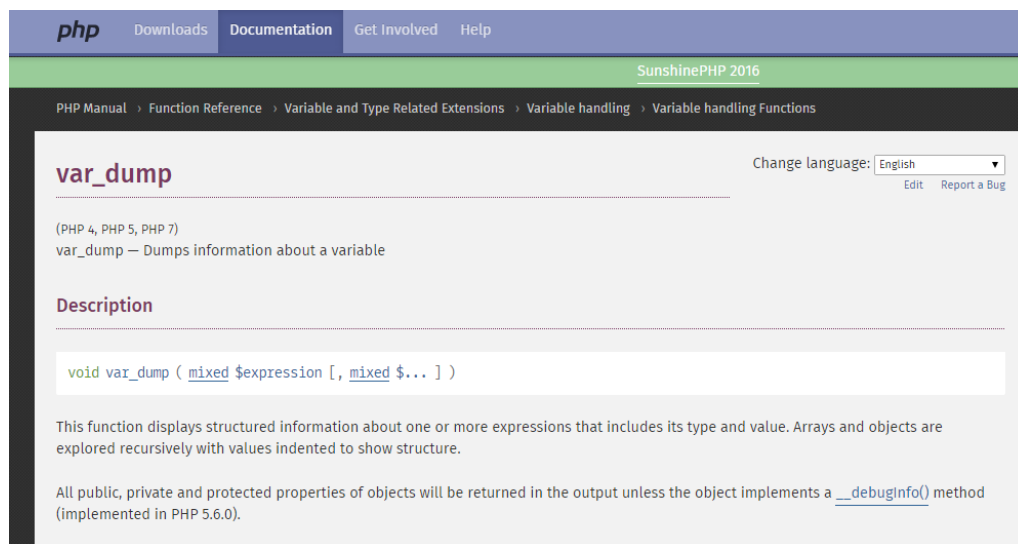 php Downloads Documentation Get Involved Help
SunshinePHP 2016
PHP Manual › Function Reference › Variable and Type Related Extensions › Variable handling › Variable handling Functions
var_dump
Change language: English
Edit Report a Bug
(PHP 4, PHP 5, PHP 7)
var_dump — Dumps information about a variable
Description
void var_dump ( mixed $expression [, mixed $... ] )
This function displays structured information about one or more expressions that includes its type and value. Arrays and objects are
explored recursively with values indented to show structure.
All public, private and protected properties of objects will be returned in the output unless the object implements a __debugInfo() method
(implemented in PHP 5.6.0).